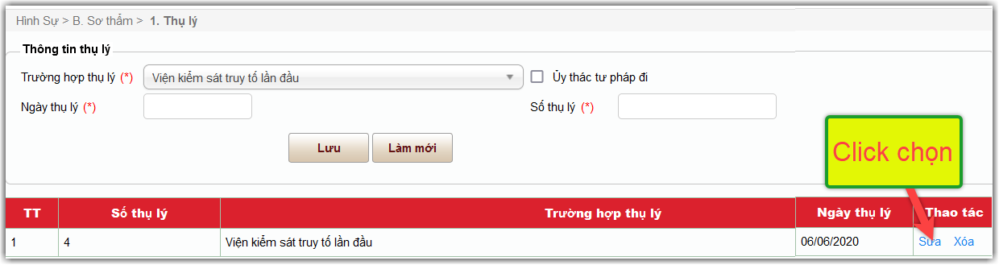 Hình Sự > B. Sơ thẩm > 1. Thụ lý
Thông tin thụ lý
Trường hợp thụ lý (*) Viện kiểm sát truy tố lần đầu Ủy thác tư pháp đi
Ngày thụ lý (*) Số thụ lý (*)
Lưu Làm mới
Click chọn
TT Số thụ lý Trường hợp thụ lý Ngày thụ lý Thao tác
1 4 Viện kiểm sát truy tố lần đầu 06/06/2020 Sửa Xóa